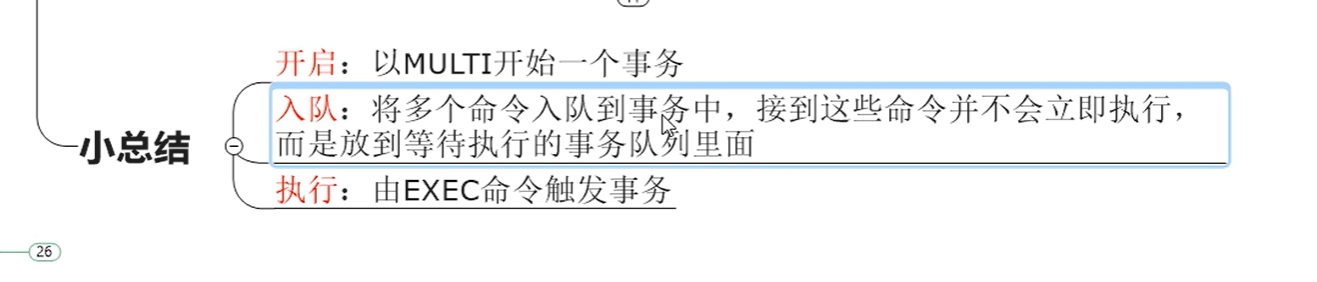 开启：以MULTI开始一个事务
入队：将多个命令入队到事务中，接到这些命令并不会立即执行，
而是放到等待执行的事务队列里面
小总结
执行：由EXEC命令触发事务
26